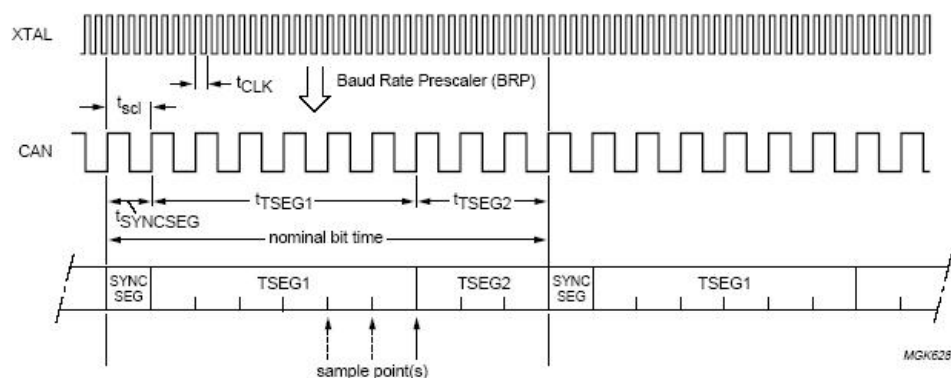 XTAL
tCLK
Baud Rate Prescaler (BRP)
tscl
CAN
tTSEG1
tTSEG2
tSYNCSEG
nominal bit time
SYNC SEG
TSEG1
TSEG2
SYNC SEG
TSEG1
sample point(s)
MGK628